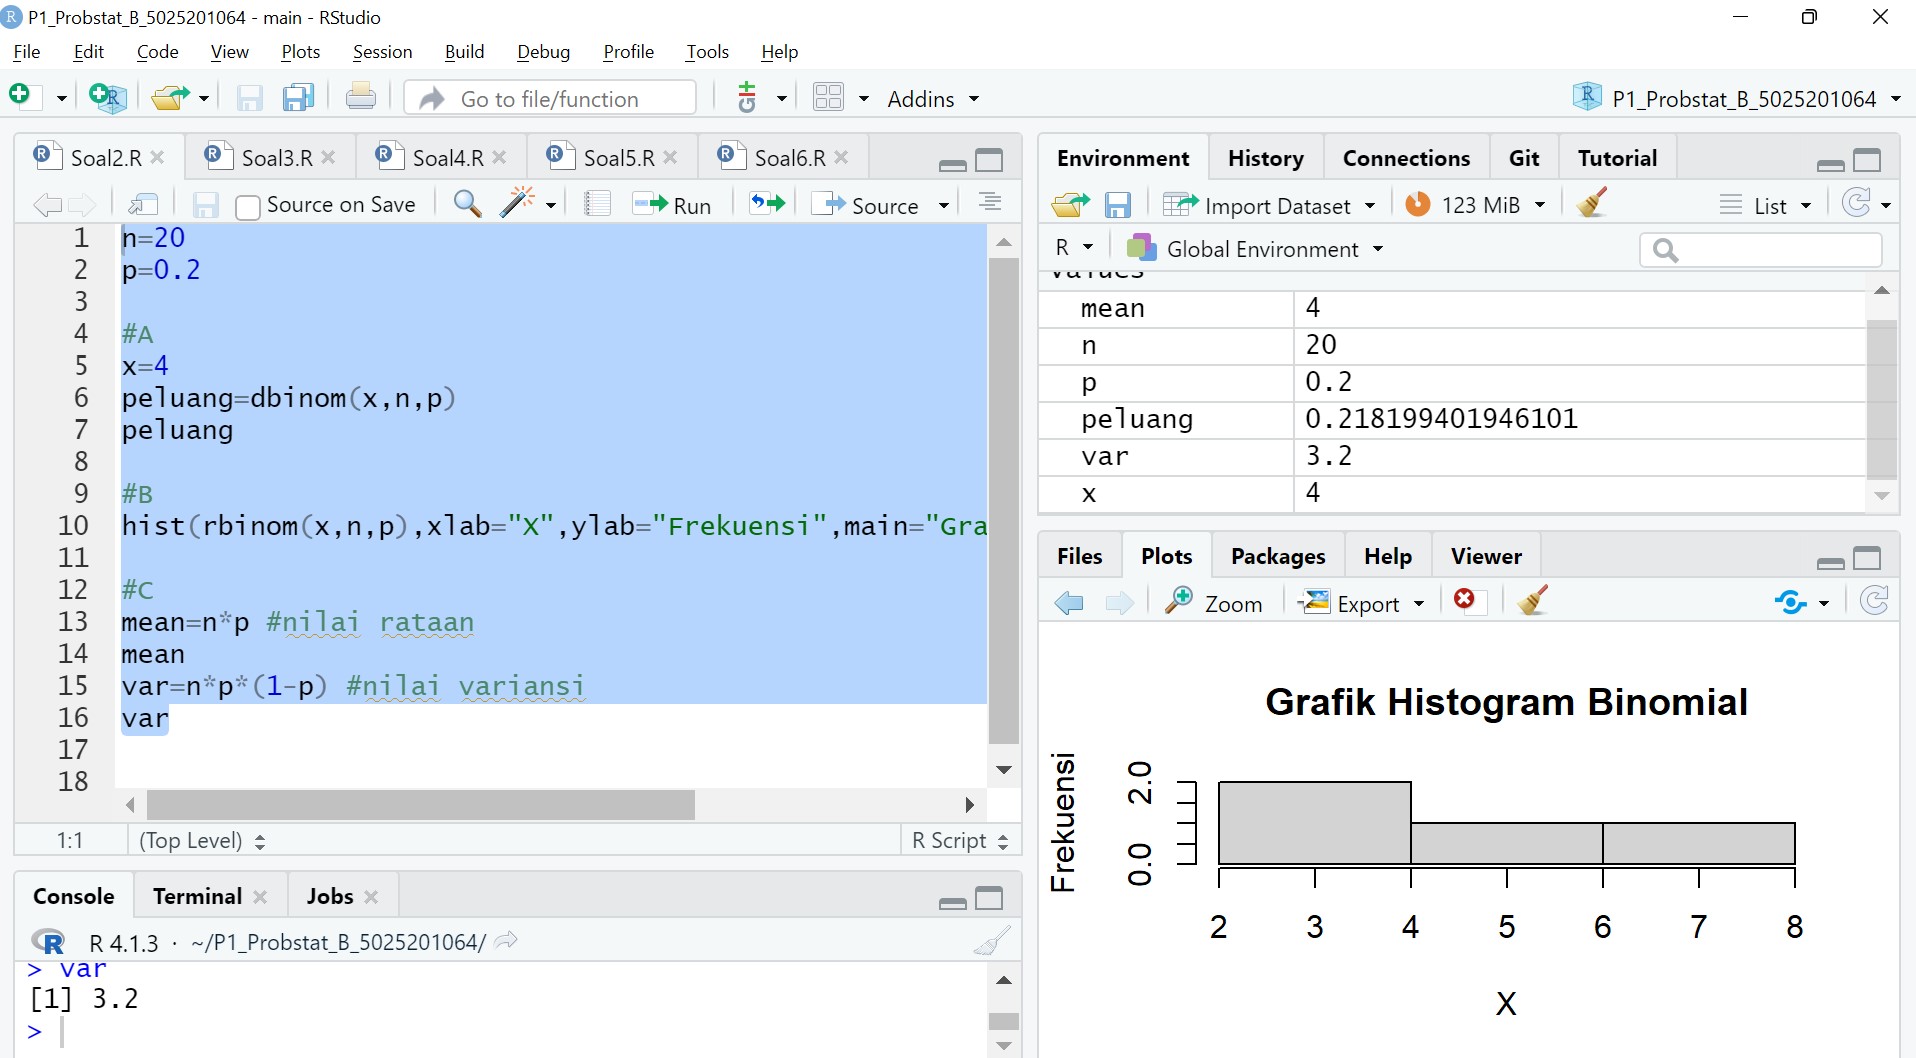 P1_Probstat_B_5025201064 - main - RStudio
File Edit Code View Plots Session Build Debug Profile Tools Help
Go to file/function Addins P1_Probstat_B_5025201064
Soal2.R Soal3.R Soal4.R Soal5.R Soal6.R
Source on Save Run Source
1 n=20
2 p=0.2
3
4 #A
5 x=4
6 peluang=dbinom(x,n,p)
7 peluang
8
9 #B
10 hist(rbinom(x,n,p),xlab="X",ylab="Frekuensi",main="Gra
11
12 #C
13 mean=n*p #nilai rataan
14 mean
15 var=n*p*(1-p) #nilai variansi
16 var
17
18
1:1 (Top Level) R Script
Console Terminal Jobs
R 4.1.3 · ~/P1_Probstat_B_5025201064/
> var
[1] 3.2
>
Environment History Connections Git Tutorial
Import Dataset 123 MiB List
R Global Environment
values
mean 4
n 20
p 0.2
peluang 0.218199401946101
var 3.2
x 4
Files Plots Packages Help Viewer
Zoom Export
Grafik Histogram Binomial
Frekuensi
2.0
0.0
2 3 4 5 6 7 8
X